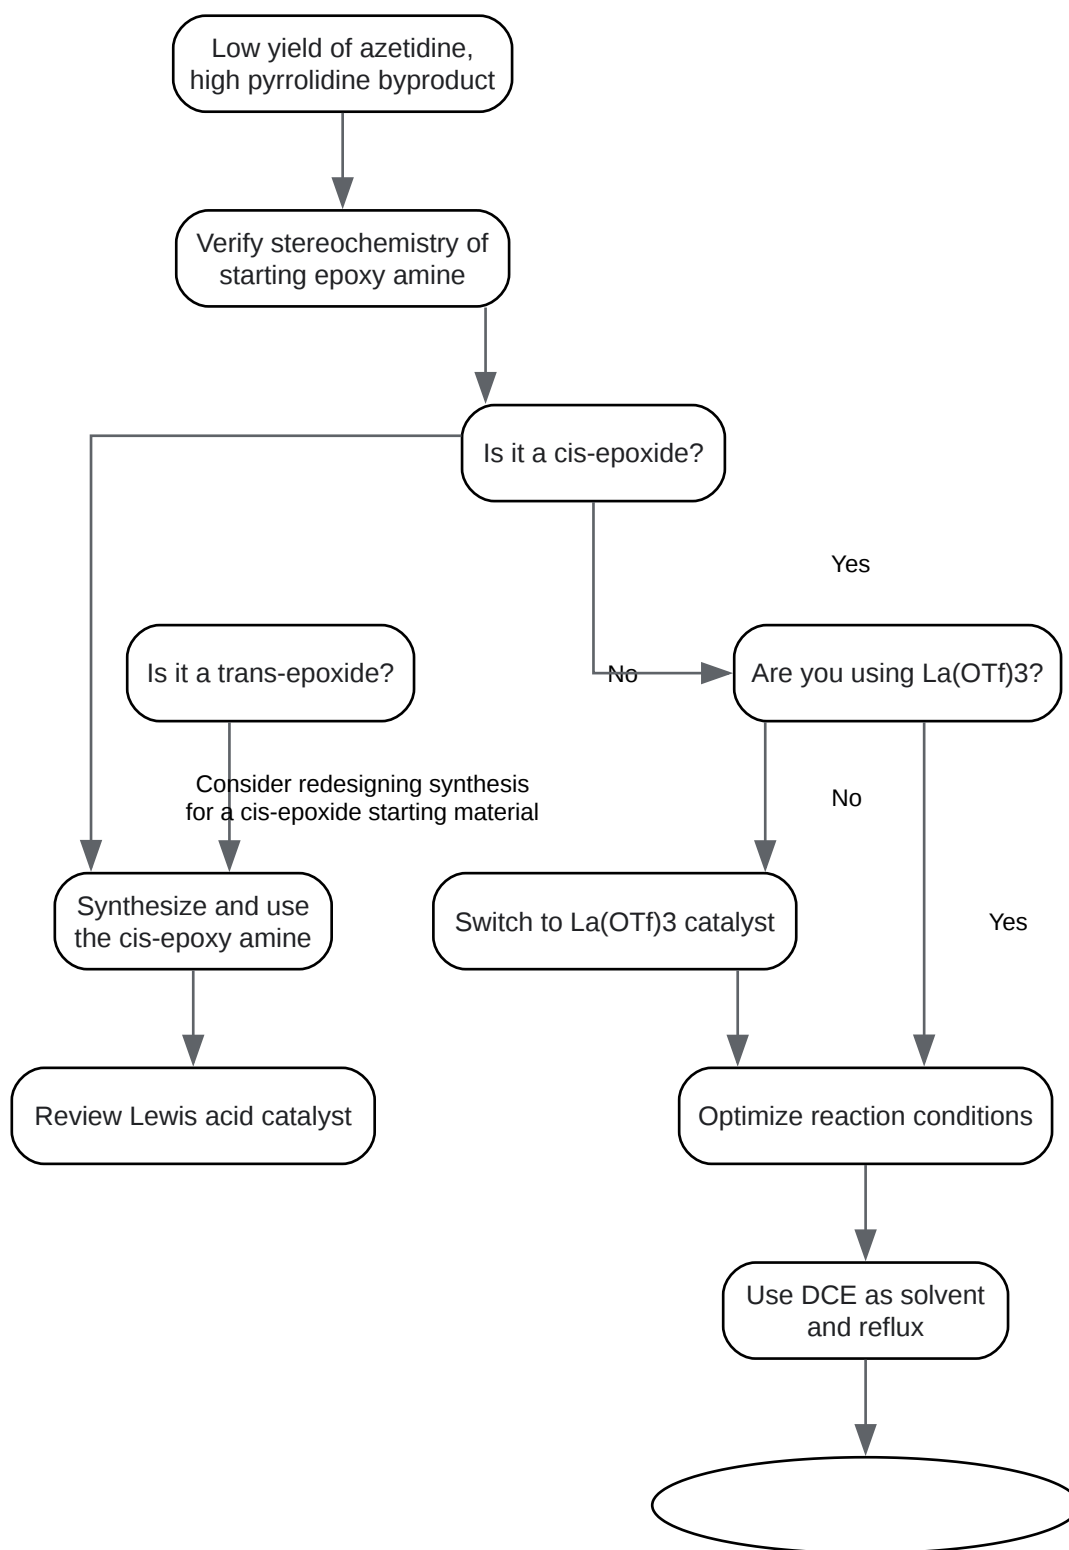 Low yield of azetidine,
high pyrrolidine byproduct
Verify stereochemistry of
starting epoxy amine
Is it a cis-epoxide?
Yes
Is it a trans-epoxide?
No
Are you using La(OTf)3?
Consider redesigning synthesis
for a cis-epoxide starting material
No
Synthesize and use
the cis-epoxy amine
Switch to La(OTf)3 catalyst
Yes
Review Lewis acid catalyst
Optimize reaction conditions
Use DCE as solvent
and reflux